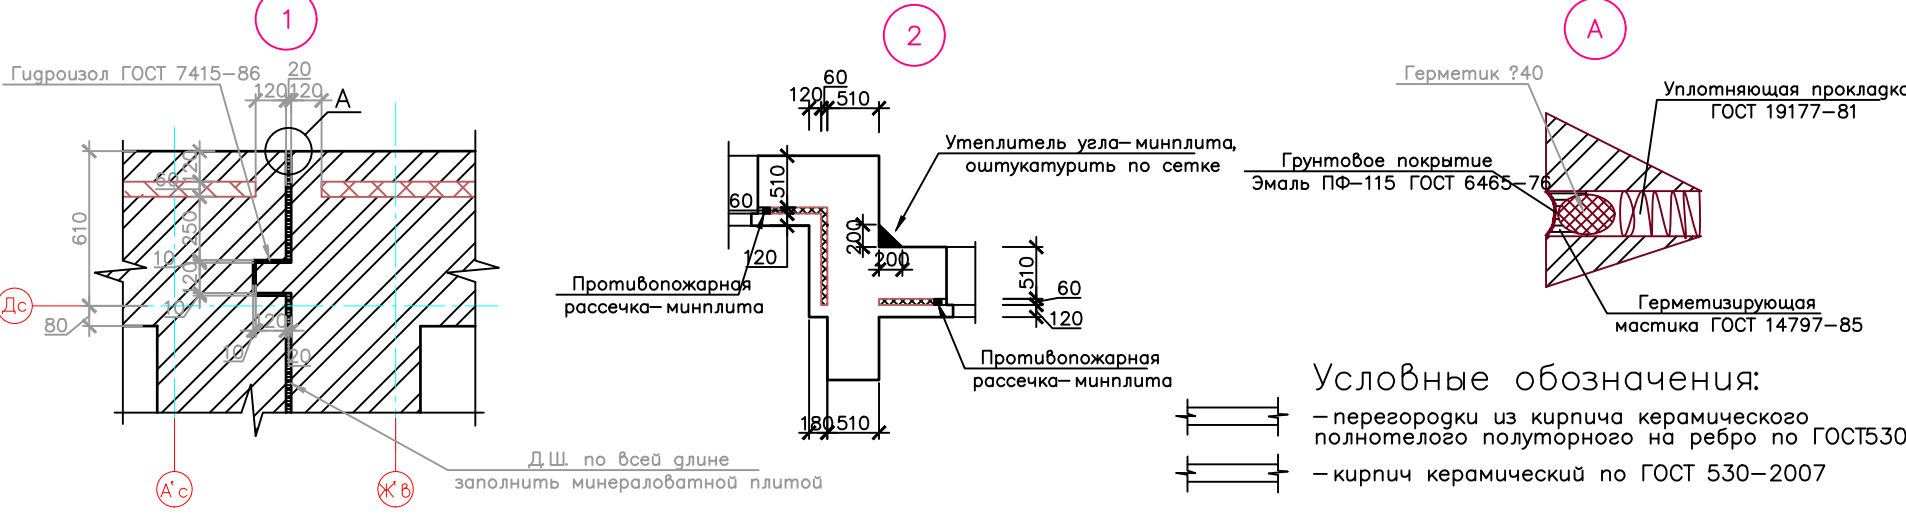 1
Гидроизол ГОСТ 7415-86
20
120
120
А
120
60
250
610
10
120
10
80
120
10
20
Дс
А'с
Ж'в
Д.Ш. по всей длине
заполнить минераловатной плитой
2
60
120
510
Утеплитель угла-минплита,
оштукатурить по сетке
510
60
200
120
200
510
60
120
Противопожарная
рассечка-минплита
Противопожарная
рассечка-минплита
180
510
А
Герметик ?40
Уплотняющая прокладка
ГОСТ 19177-81
Грунтовое покрытие
Эмаль ПФ-115 ГОСТ 6465-76
Герметизирующая
мастика ГОСТ 14797-85
Условные обозначения:
-перегородки из кирпича керамического
полнотелого полуторного на ребро по ГОСТ530
-кирпич керамический по ГОСТ 530-2007